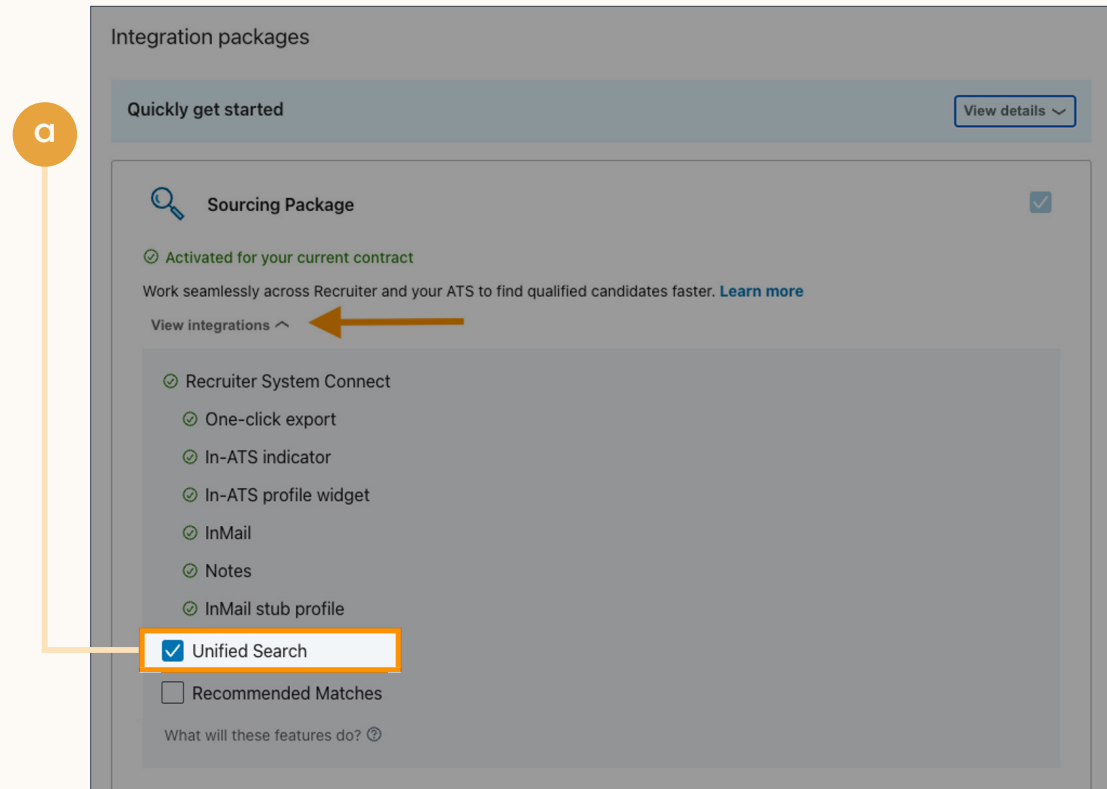 Integration packages
Quickly get started
View details
a
Sourcing Package
Activated for your current contract
Work seamlessly across Recruiter and your ATS to find qualified candidates faster. Learn more
View integrations
Recruiter System Connect
One-click export
In-ATS indicator
In-ATS profile widget
InMail
Notes
InMail stub profile
Unified Search
Recommended Matches
What will these features do?